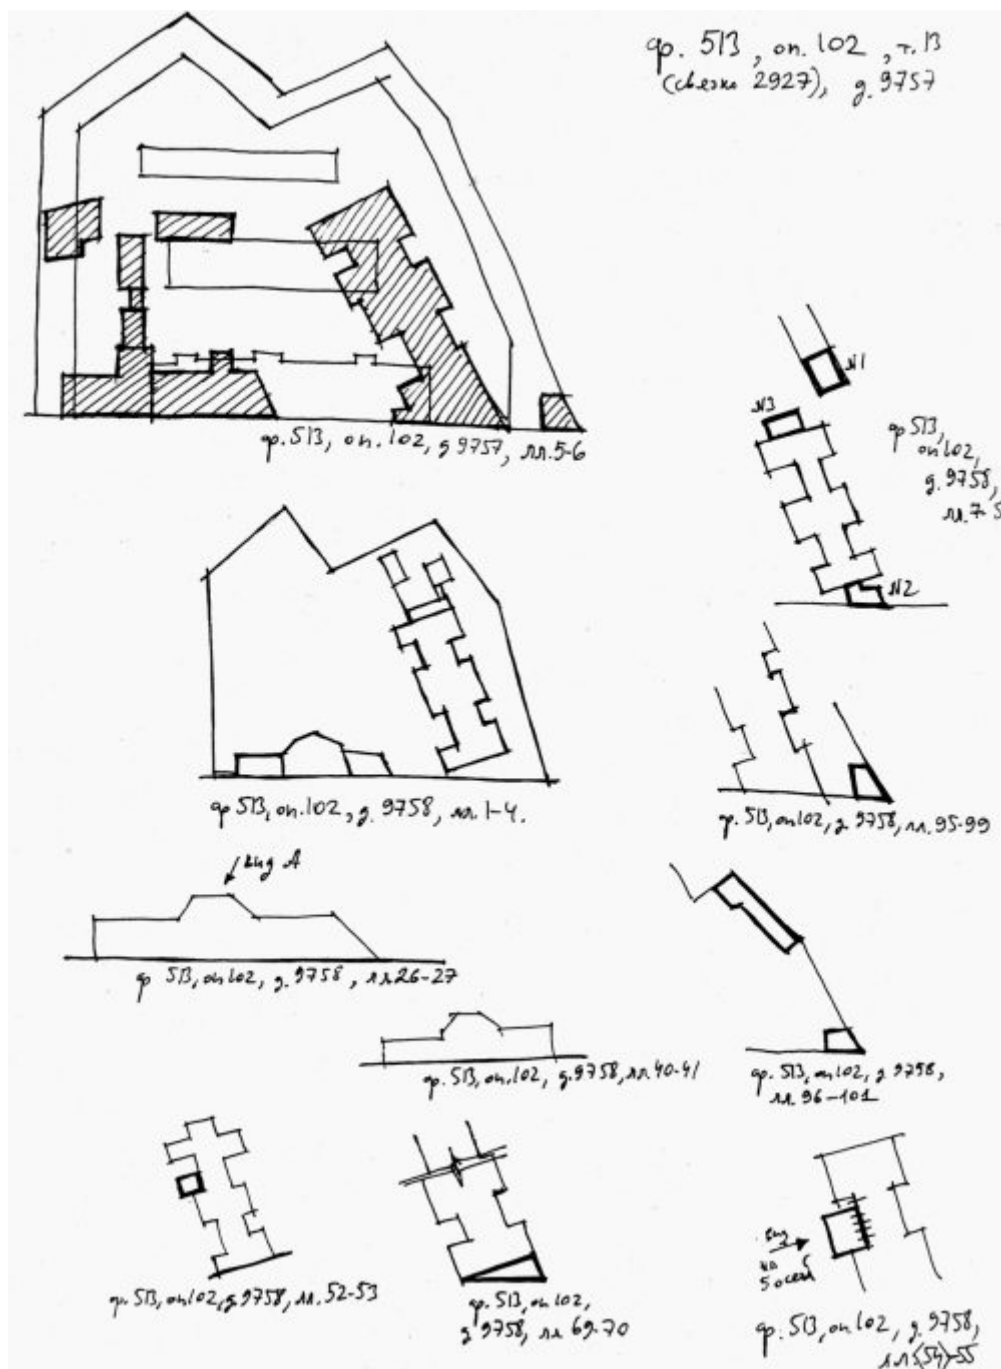 ф. 513, оп. 102, т. 13
(связка 2927), д. 9757
ф. 513, оп. 102, д 9757, лл. 5-6
N1
N3
ф 513,
оп 102,
д. 9758,
лл. 7-
N2
ф 513, оп. 102, д. 9758, лл. 1-4.
ф. 513, оп 102, д 9758, лл. 95-99
вид А
ф 513, оп 102, д. 9758, лл 26-27
ф. 513, оп 102, д. 9758, лл. 40-41
ф. 513, оп 102, д 9758,
лл. 96-101
ф. 513, оп 102, д. 9758, лл. 52-53
ф. 513, оп 102,
д 9758, лл 69-70
вид
на
5 осей
ф. 513, оп 102, д. 9758,
лл (54)-55